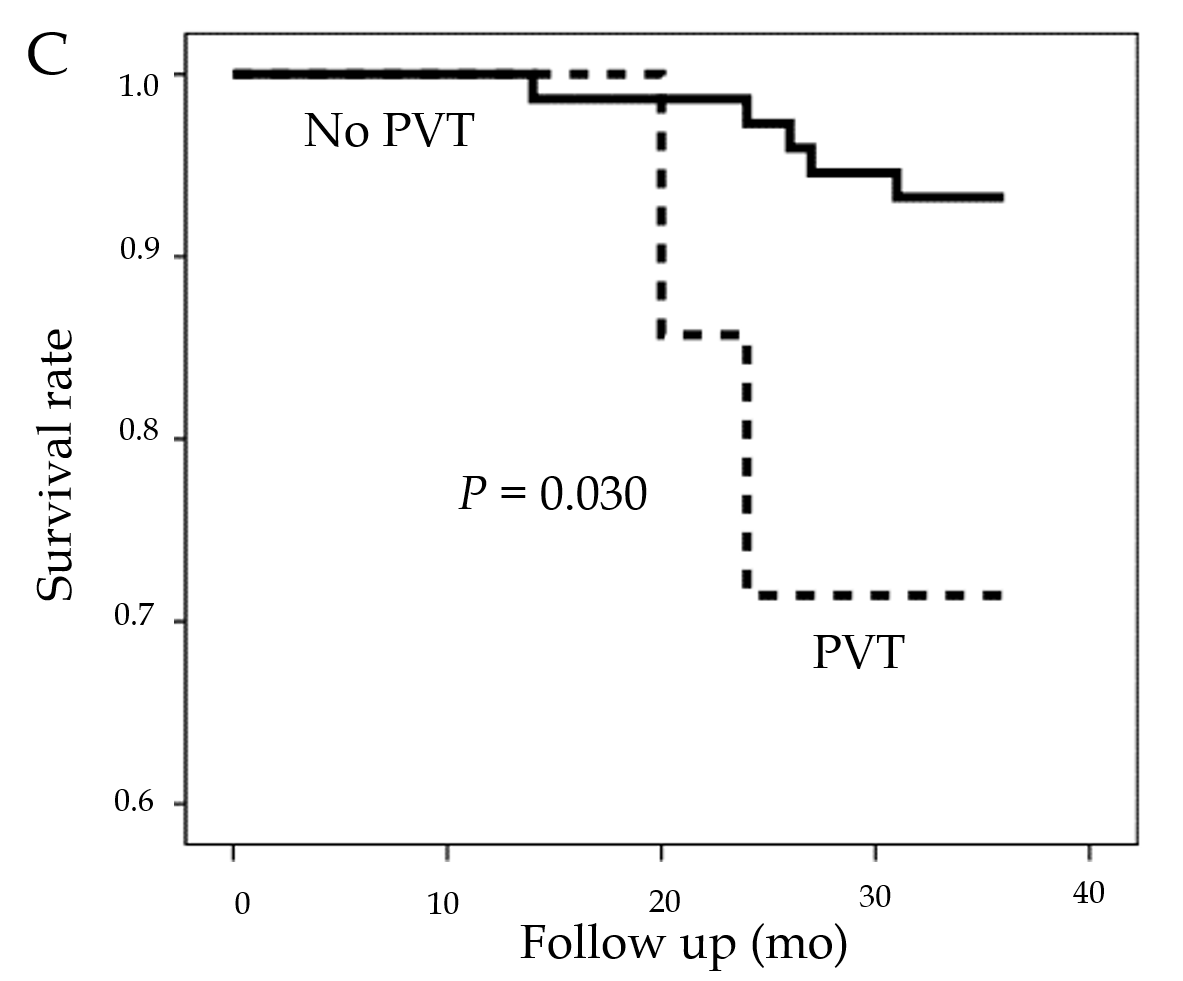 C
1.0
No PVT
0.9
0.8
P = 0.030
0.7
PVT
0.6
Survival rate
0 10 20 30 40
Follow up (mo)